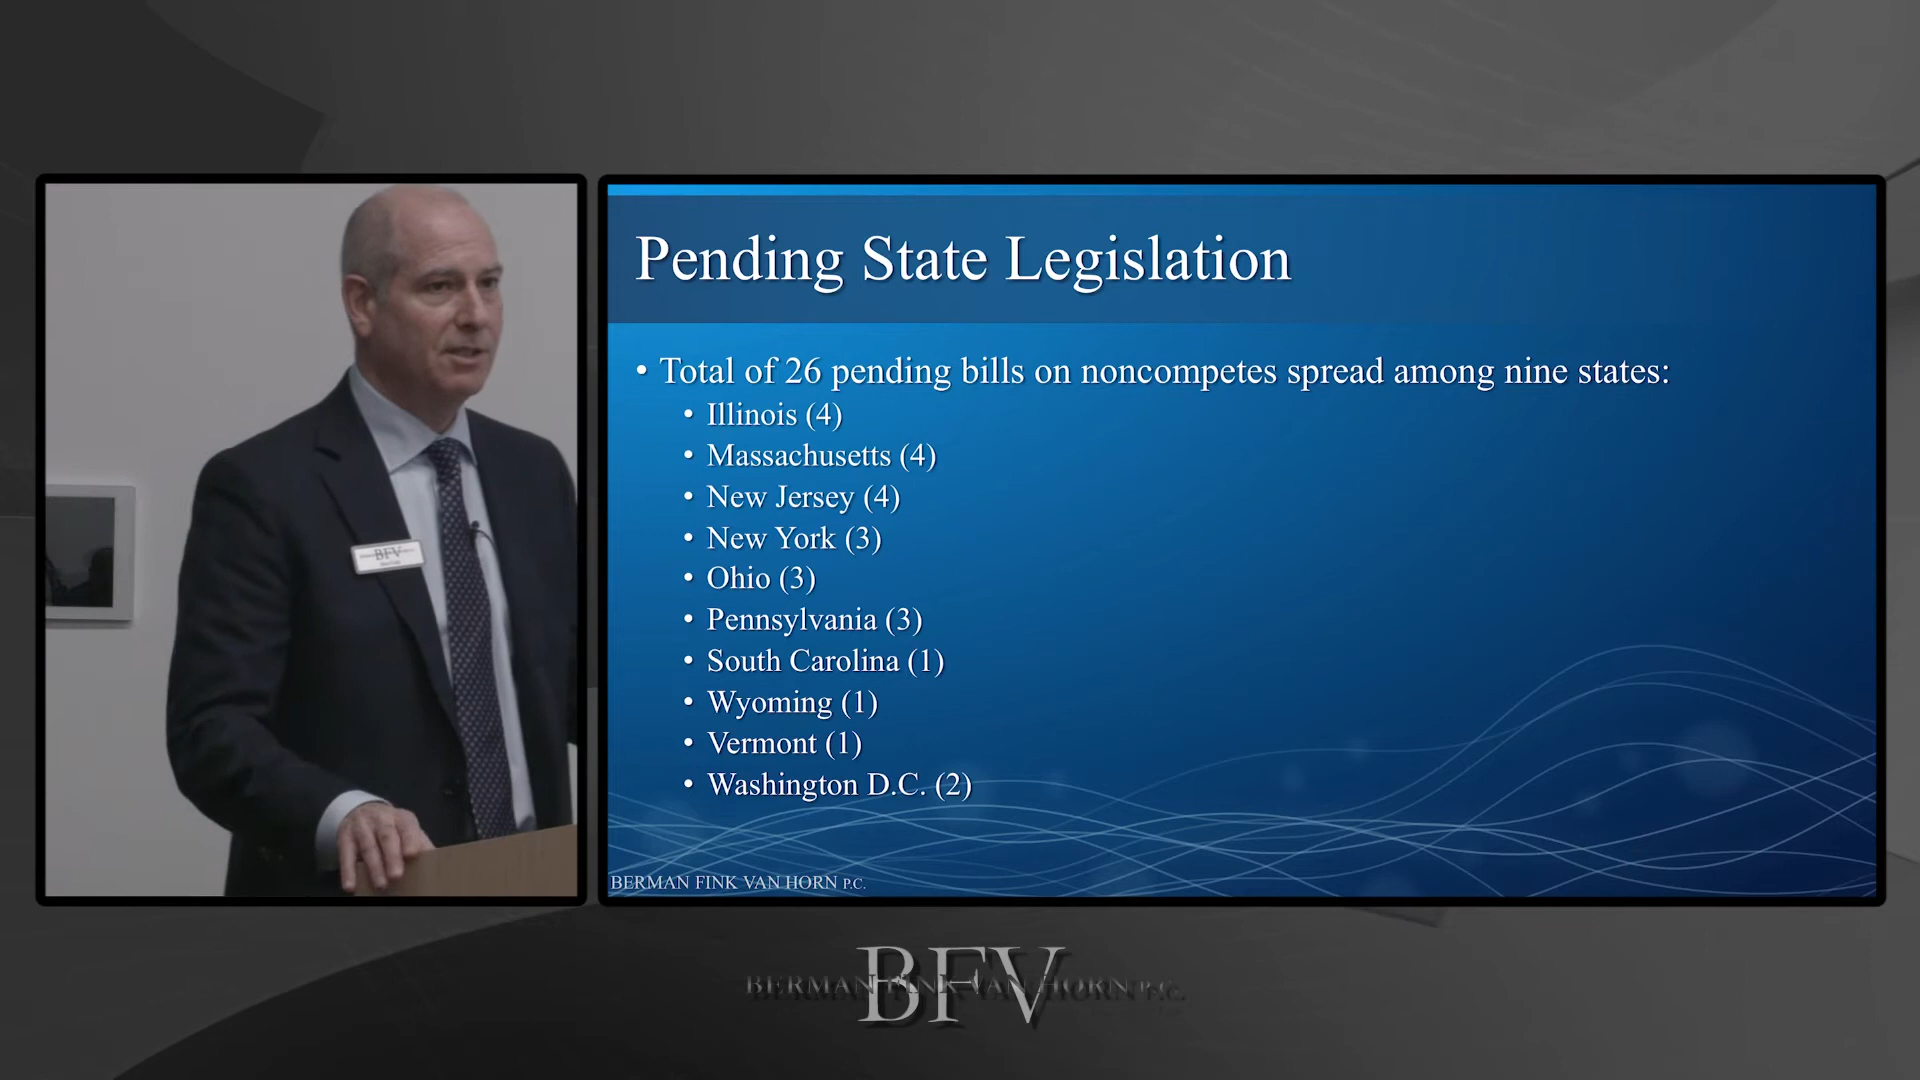 Pending State Legislation
• Total of 26 pending bills on noncompetes spread among nine states:
• Illinois (4)
• Massachusetts (4)
• New Jersey (4)
• New York (3)
• Ohio (3)
• Pennsylvania (3)
• South Carolina (1)
• Wyoming (1)
• Vermont (1)
• Washington D.C. (2)
BERMAN FINK VAN HORN P.C.
BFV
BFV
BERMAN FINK VAN HORN P.C.